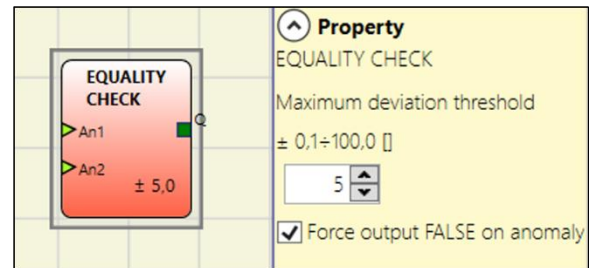 EQUALITY
CHECK
An1
Q
An2
± 5,0
Property
EQUALITY CHECK
Maximum deviation threshold
± 0,1÷100,0 []
5
Force output FALSE on anomaly